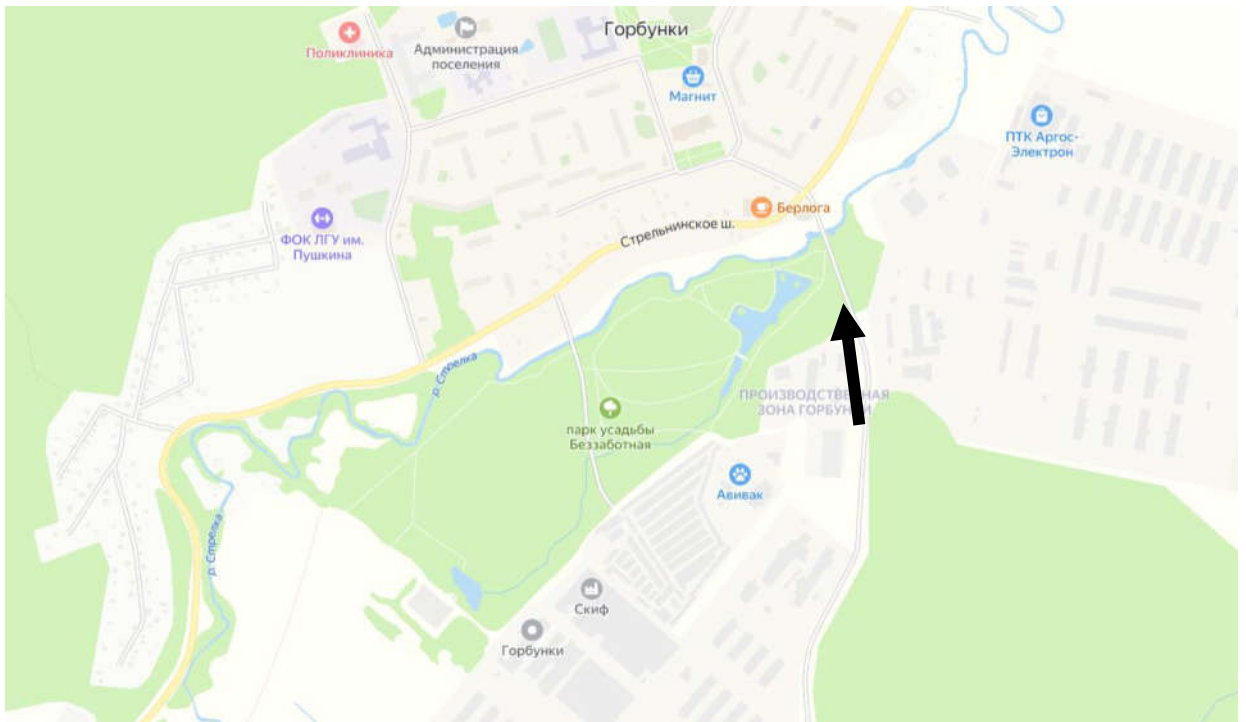 Горбунки
Поликлиника
Администрация
поселения
Магнит
ПТК Аргос-
Электрон
Берлога
ФОК ЛГУ им.
Пушкина
Стрельнинское ш.
р. Стрелка
ПРОИЗВОДСТВЕННАЯ
ЗОНА ГОРБУНКИ
парк усадьбы
Беззаботная
Авивак
р. Стрелка
Скиф
Горбунки